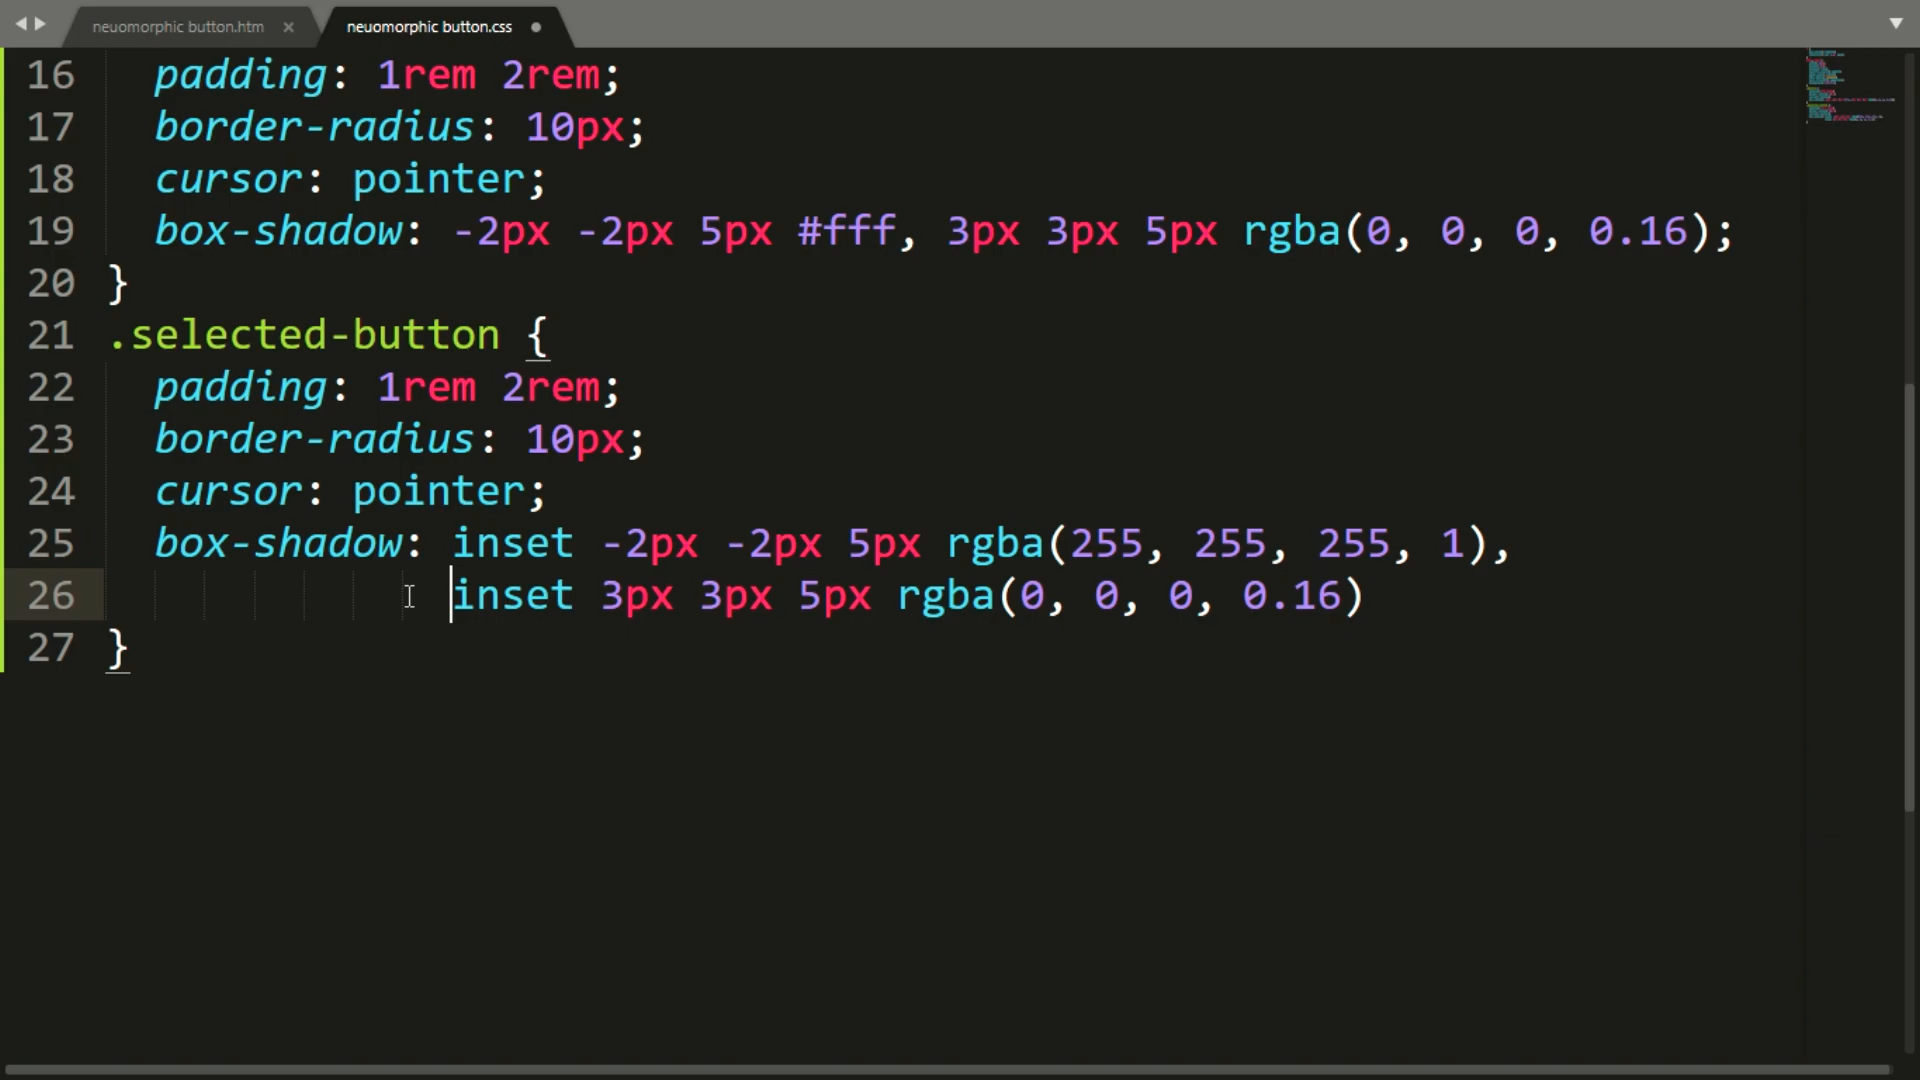 neuomorphic button.htm × neuomorphic button.css
16 padding: 1rem 2rem;
17 border-radius: 10px;
18 cursor: pointer;
19 box-shadow: -2px -2px 5px #fff, 3px 3px 5px rgba(0, 0, 0, 0.16);
20 }
21 .selected-button {
22 padding: 1rem 2rem;
23 border-radius: 10px;
24 cursor: pointer;
25 box-shadow: inset -2px -2px 5px rgba(255, 255, 255, 1),
26 inset 3px 3px 5px rgba(0, 0, 0, 0.16)
27 }